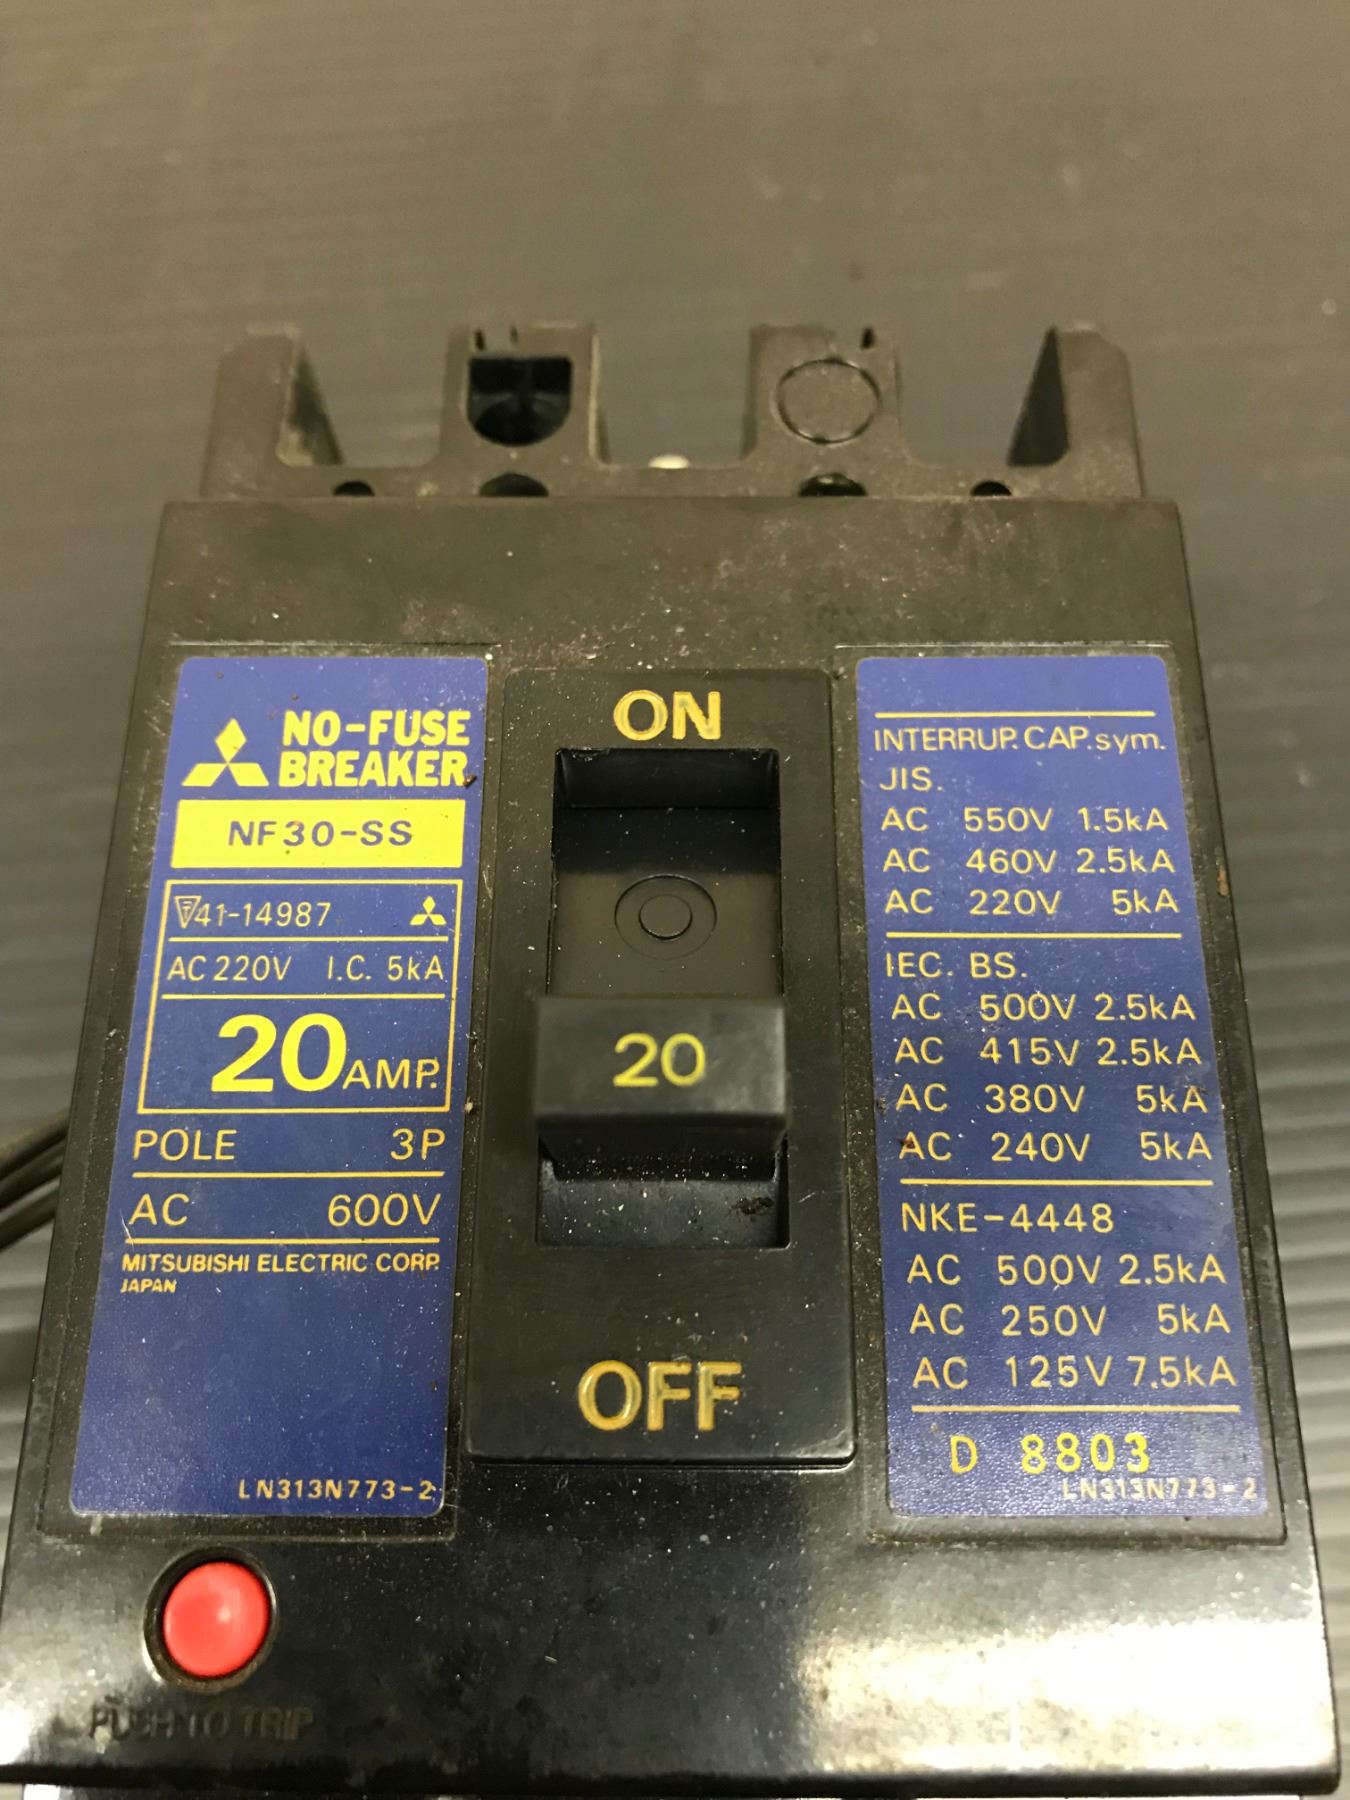 NO-FUSE
BREAKER
NF30-SS
41-14987
AC 220V I.C. 5kA
20 AMP.
POLE 3P
AC 600V
MITSUBISHI ELECTRIC CORP.
JAPAN
LN313N773-2
PUSH TO TRIP
ON
20
OFF
INTERRUP. CAP. sym.
JIS.
AC 550V 1.5kA
AC 460V 2.5kA
AC 220V 5kA
IEC. BS.
AC 500V 2.5kA
AC 415V 2.5kA
AC 380V 5kA
AC 240V 5kA
NKE-4448
AC 500V 2.5kA
AC 250V 5kA
AC 125V 7.5kA
D 8803
LN313N773-2